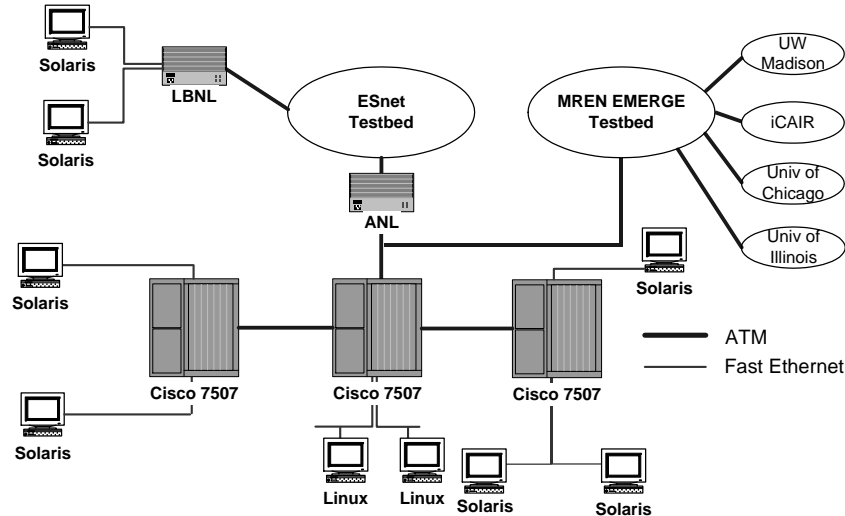 UW
Madison
Solaris
LBNL
ESnet
Testbed
MREN EMERGE
Testbed
iCAIR
Solaris
Univ of
Chicago
ANL
Univ of
Illinois
Solaris
Solaris
ATM
Fast Ethernet
Cisco 7507
Cisco 7507
Cisco 7507
Solaris
Linux
Linux
Solaris
Solaris